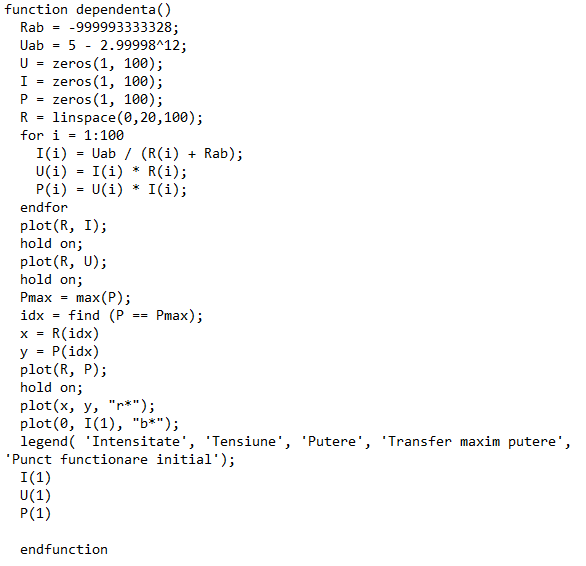 function dependenta()
  Rab = -999993333328;
  Uab = 5 - 2.99998^12;
  U = zeros(1, 100);
  I = zeros(1, 100);
  P = zeros(1, 100);
  R = linspace(0,20,100);
  for i = 1:100
    I(i) = Uab / (R(i) + Rab);
    U(i) = I(i) * R(i);
    P(i) = U(i) * I(i);
  endfor
  plot(R, I);
  hold on;
  plot(R, U);
  hold on;
  Pmax = max(P);
  idx = find (P == Pmax);
  x = R(idx)
  y = P(idx)
  plot(R, P);
  hold on;
  plot(x, y, "r*");
  plot(0, I(1), "b*");
  legend( 'Intensitate', 'Tensiune', 'Putere', 'Transfer maxim putere',
'Punct functionare initial');
  I(1)
  U(1)
  P(1)
  endfunction